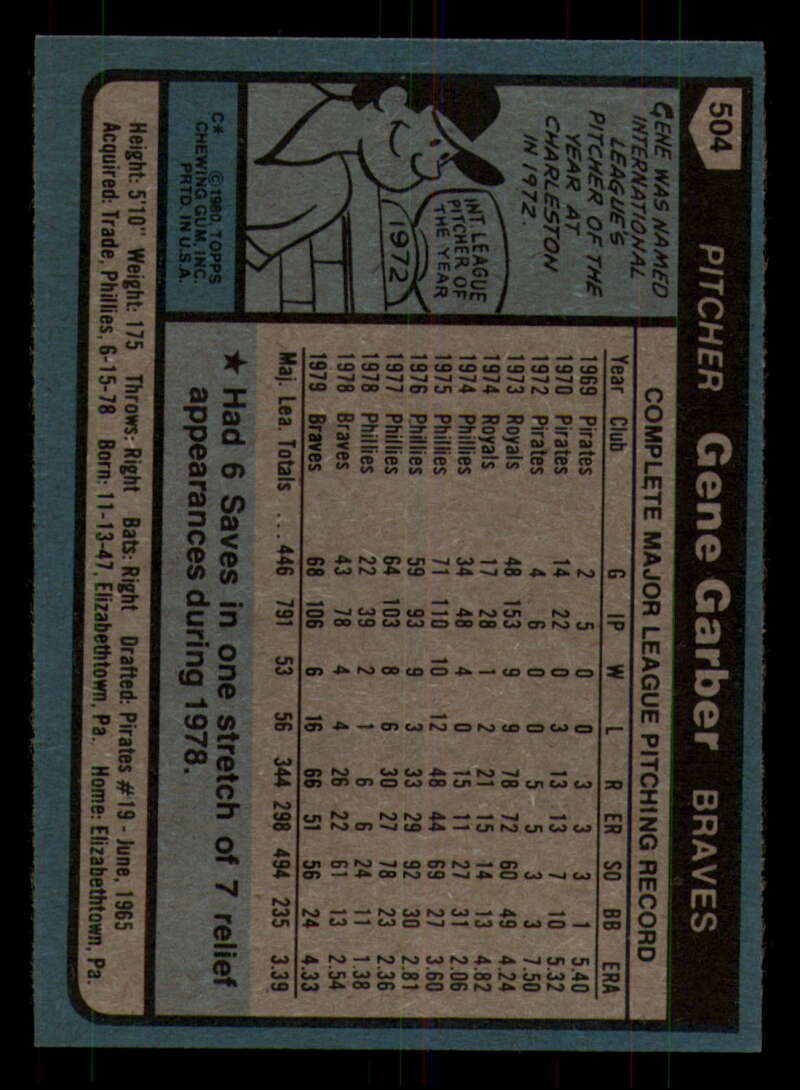 504 PITCHER Gene Garber BRAVES
GENE WAS NAMED
INTERNATIONAL
LEAGUE'S
PITCHER OF THE
YEAR AT
CHARLESTON
IN 1972.
INT LEAGUE
PITCHER OF
THE YEAR
1972
C* ©1980 TOPPS
CHEWING GUM, INC.
PRTD. IN U.S.A.
COMPLETE MAJOR LEAGUE PITCHING RECORD
Year Club G IP W L R ER SO BB ERA
1969 Pirates 2 5 0 0 3 3 3 1 5.40
1970 Pirates 14 22 0 3 13 13 7 10 5.32
1972 Pirates 4 6 0 0 5 5 3 3 7.50
1973 Royals 48 153 9 9 78 72 60 49 4.24
1974 Royals 17 28 1 2 21 15 14 13 4.82
1974 Phillies 34 48 4 0 15 11 27 31 2.06
1975 Phillies 71 110 10 12 48 44 69 27 3.60
1976 Phillies 59 93 9 3 33 29 92 30 2.81
1977 Phillies 64 103 8 6 30 27 78 23 2.36
1978 Phillies 22 39 2 1 6 6 24 11 1.38
1978 Braves 43 78 4 4 26 22 61 13 2.54
1979 Braves 68 106 6 16 66 51 56 24 4.33
Maj. Lea. Totals ... 446 791 53 56 344 298 494 235 3.39
★ Had 6 Saves in one stretch of 7 relief
appearances during 1978.
Height: 5'10" Weight: 175 Throws: Right Bats: Right Drafted: Pirates #19 - June, 1965
Acquired: Trade, Phillies, 6-15-78 Born: 11-13-47, Elizabethtown, Pa. Home: Elizabethtown, Pa.